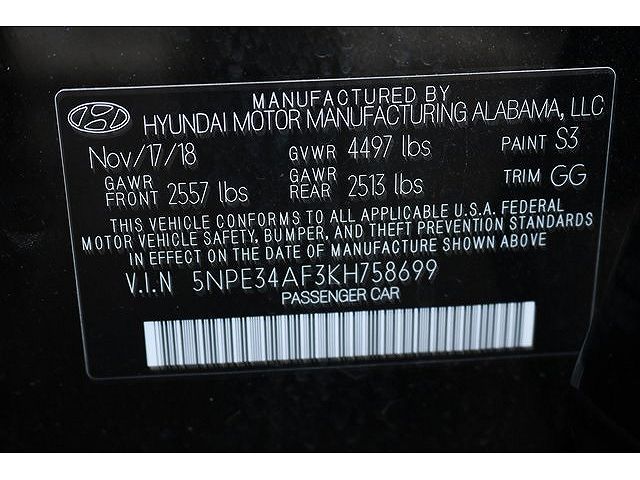 MANUFACTURED BY
HYUNDAI MOTOR MANUFACTURING ALABAMA, LLC
Nov/17/18 GVWR 4497 lbs PAINT S3
GAWR FRONT 2557 lbs GAWR REAR 2513 lbs TRIM GG
THIS VEHICLE CONFORMS TO ALL APPLICABLE U.S.A. FEDERAL
MOTOR VEHICLE SAFETY, BUMPER, AND THEFT PREVENTION STANDARDS
IN EFFECT ON THE DATE OF MANUFACTURE SHOWN ABOVE
V.I.N 5NPE34AF3KH758699
PASSENGER CAR